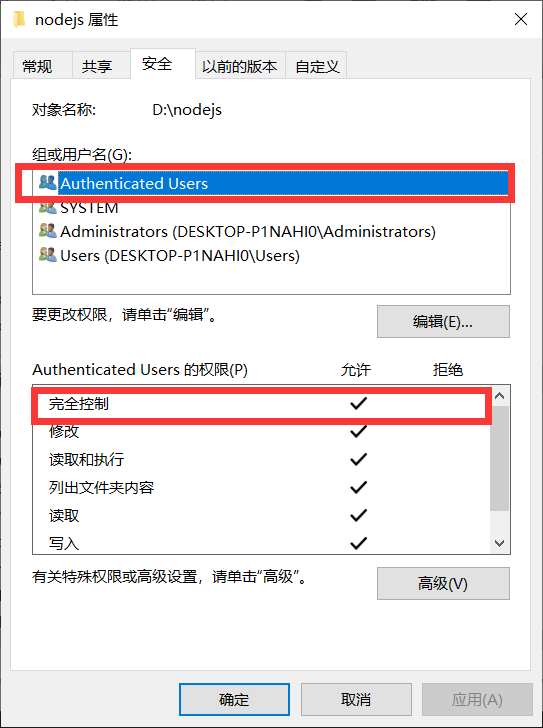 nodejs 属性
常规 共享 安全 以前的版本 自定义
对象名称: D:\nodejs
组或用户名(G):
Authenticated Users
SYSTEM
Administrators (DESKTOP-P1NAHI0\Administrators)
Users (DESKTOP-P1NAHI0\Users)
要更改权限，请单击“编辑”。
编辑(E)...
Authenticated Users 的权限(P) 允许 拒绝
完全控制
修改
读取和执行
列出文件夹内容
读取
写入
有关特殊权限或高级设置，请单击“高级”。
高级(V)
确定 取消 应用(A)